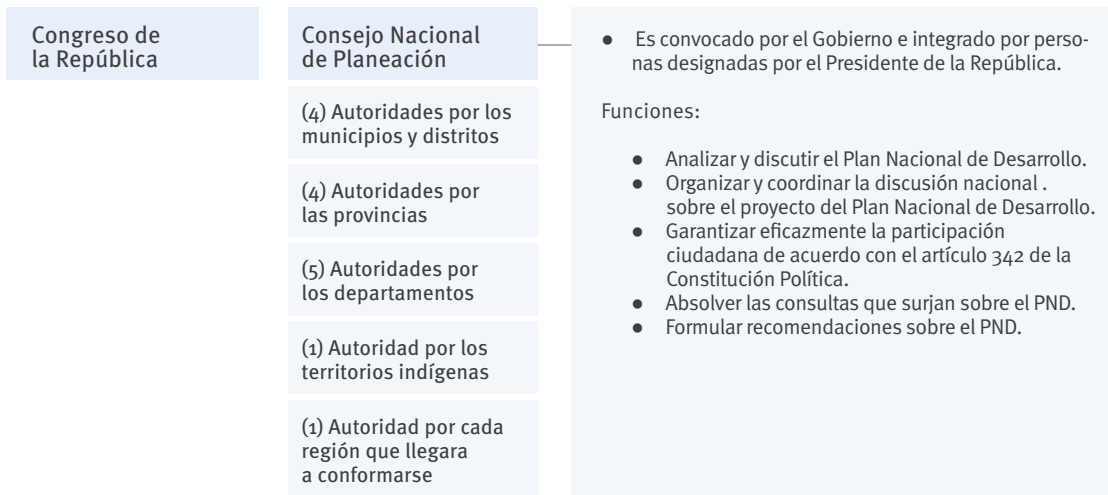 Congreso de
la República
Consejo Nacional
de Planeación
(4) Autoridades por los
municipios y distritos
(4) Autoridades por
las provincias
(5) Autoridades por
los departamentos
(1) Autoridad por los
territorios indígenas
(1) Autoridad por cada
región que llegara
a conformarse
● Es convocado por el Gobierno e integrado por perso-
nas designadas por el Presidente de la República.
Funciones:
● Analizar y discutir el Plan Nacional de Desarrollo.
● Organizar y coordinar la discusión nacional .
sobre el proyecto del Plan Nacional de Desarrollo.
● Garantizar eficazmente la participación
ciudadana de acuerdo con el artículo 342 de la
Constitución Política.
● Absolver las consultas que surjan sobre el PND.
● Formular recomendaciones sobre el PND.